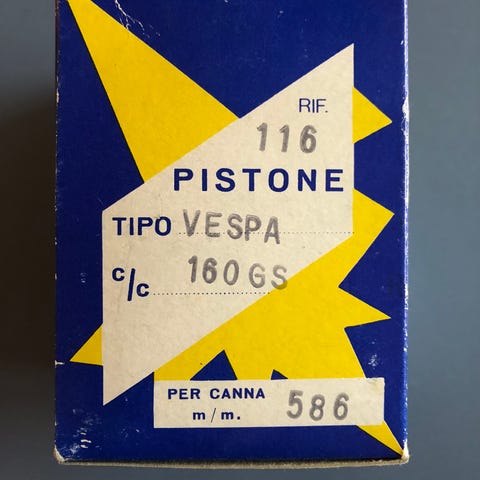 RIF.
116
PISTONE
TIPO VESPA
c/c 160GS
PER CANNA
m/m. 586